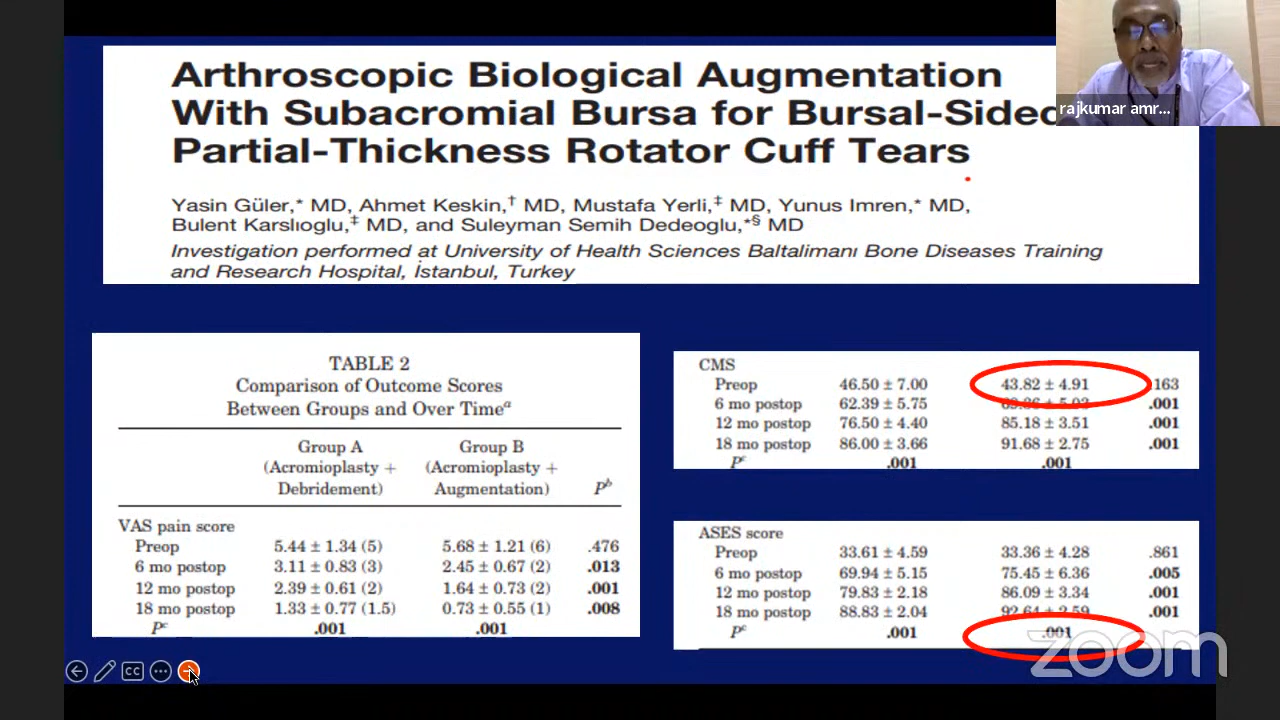 Arthroscopic Biological Augmentation
With Subacromial Bursa for Bursal-Sided
Partial-Thickness Rotator Cuff Tears
Yasin Güler,* MD, Ahmet Keskin,† MD, Mustafa Yerli,‡ MD, Yunus Imren,* MD,
Bulent Karslıoglu,‡ MD, and Suleyman Semih Dedeoglu,*§ MD
Investigation performed at University of Health Sciences Baltalimanı Bone Diseases Training
and Research Hospital, İstanbul, Turkey
rajkumar amr...
TABLE 2
Comparison of Outcome Scores
Between Groups and Over Timeᵃ
Group A
(Acromioplasty +
Debridement)
Group B
(Acromioplasty +
Augmentation)
Pᵇ
VAS pain score
Preop 5.44 ± 1.34 (5) 5.68 ± 1.21 (6) .476
6 mo postop 3.11 ± 0.83 (3) 2.45 ± 0.67 (2) .013
12 mo postop 2.39 ± 0.61 (2) 1.64 ± 0.73 (2) .001
18 mo postop 1.33 ± 0.77 (1.5) 0.73 ± 0.55 (1) .008
Pᶜ .001 .001
CMS
Preop 46.50 ± 7.00 43.82 ± 4.91 .163
6 mo postop 62.39 ± 5.75 .001
12 mo postop 76.50 ± 4.40 85.18 ± 3.51 .001
18 mo postop 86.00 ± 3.66 91.68 ± 2.75 .001
Pᶜ .001 .001
ASES score
Preop 33.61 ± 4.59 33.36 ± 4.28 .861
6 mo postop 69.94 ± 5.15 75.45 ± 6.36 .005
12 mo postop 79.83 ± 2.18 86.09 ± 3.34 .001
18 mo postop 88.83 ± 2.04 92.64 ± 2.59 .001
Pᶜ .001 .001
CC
zoom